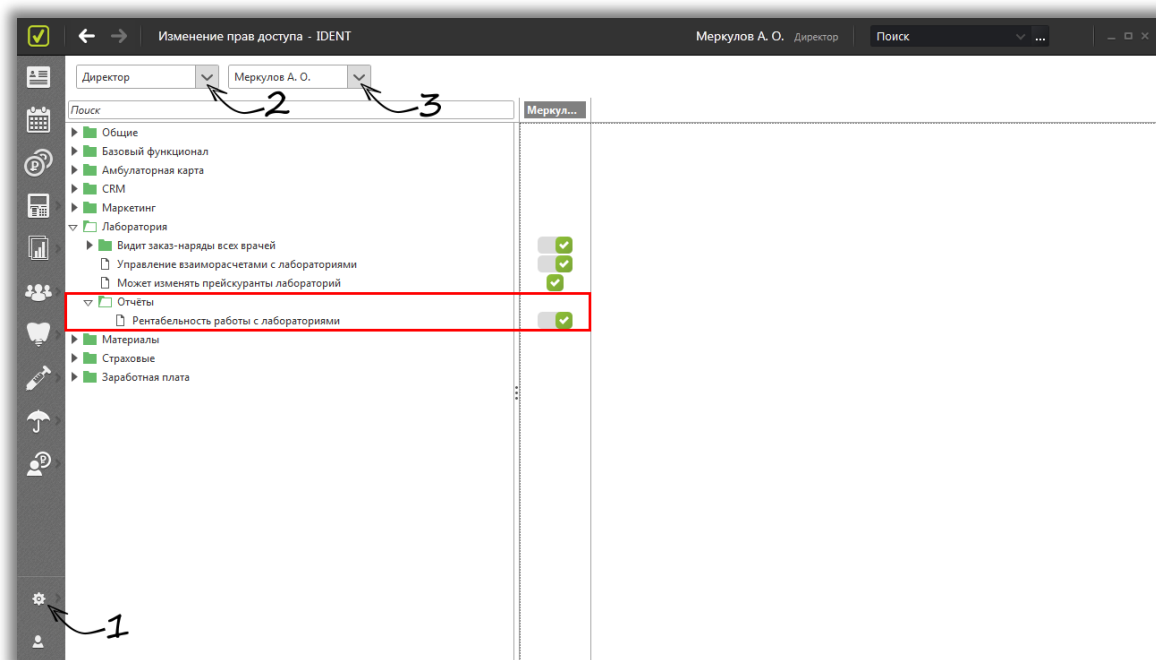 Изменение прав доступа - IDENT
Меркулов А. О. Директор
Поиск
...
Директор
Меркулов А. О.
2
3
Поиск
Меркул...
Общие
Базовый функционал
Амбулаторная карта
CRM
Маркетинг
Лаборатория
Видит заказ-наряды всех врачей
Управление взаиморасчетами с лабораториями
Может изменять прейскуранты лабораторий
Отчёты
Рентабельность работы с лабораториями
Материалы
Страховые
Заработная плата
1